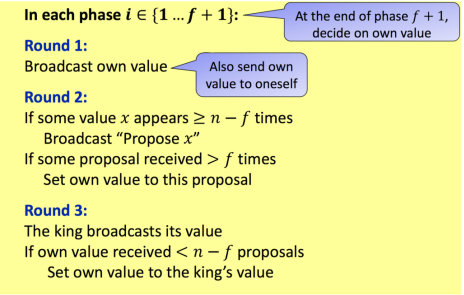 In each phase 𝑖 ∈ {1 … 𝑓 + 1}:
At the end of phase 𝑓 + 1,
decide on own value
Round 1:
Broadcast own value
Also send own
value to oneself
Round 2:
If some value 𝑥 appears ≥ 𝑛 − 𝑓 times
Broadcast “Propose 𝑥”
If some proposal received > 𝑓 times
Set own value to this proposal
Round 3:
The king broadcasts its value
If own value received < 𝑛 − 𝑓 proposals
Set own value to the king’s value